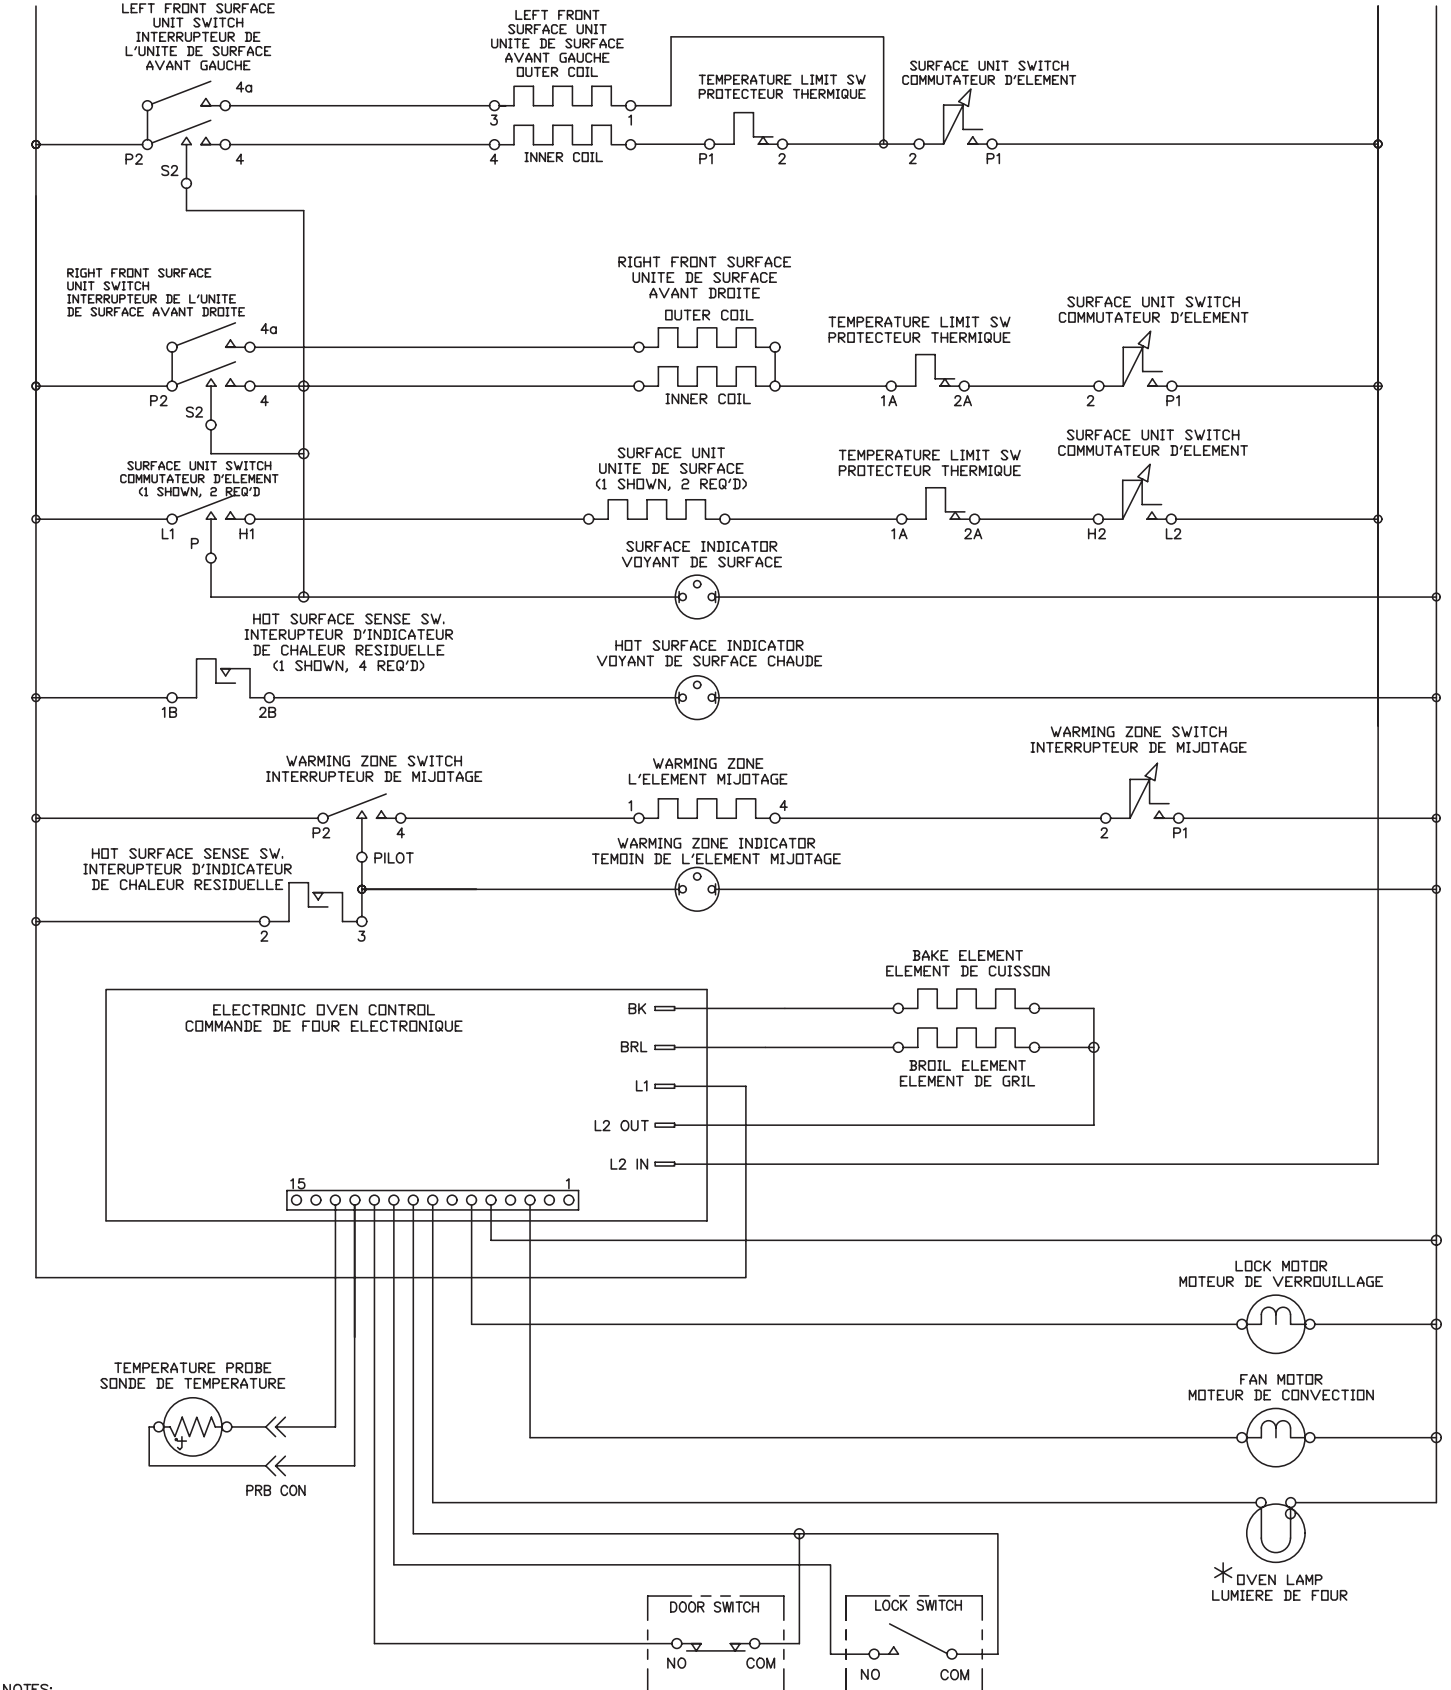 LEFT FRONT SURFACE
UNIT SWITCH
INTERRUPTEUR DE
L'UNITE DE SURFACE
AVANT GAUCHE
4a
P2
4
S2
LEFT FRONT
SURFACE UNIT
UNITE DE SURFACE
AVANT GAUCHE
OUTER COIL
3
1
4
INNER COIL
TEMPERATURE LIMIT SW
PROTECTEUR THERMIQUE
P1
2
SURFACE UNIT SWITCH
COMMUTATEUR D'ELEMENT
2
P1
RIGHT FRONT SURFACE
UNIT SWITCH
INTERRUPTEUR DE L'UNITE
DE SURFACE AVANT DROITE
4a
P2
4
S2
RIGHT FRONT SURFACE
UNITE DE SURFACE
AVANT DROITE
OUTER COIL
INNER COIL
TEMPERATURE LIMIT SW
PROTECTEUR THERMIQUE
1A
2A
SURFACE UNIT SWITCH
COMMUTATEUR D'ELEMENT
2
P1
SURFACE UNIT SWITCH
COMMUTATEUR D'ELEMENT
(1 SHOWN, 2 REQ'D
L1
H1
P
SURFACE UNIT
UNITE DE SURFACE
(1 SHOWN, 2 REQ'D)
TEMPERATURE LIMIT SW
PROTECTEUR THERMIQUE
1A
2A
SURFACE UNIT SWITCH
COMMUTATEUR D'ELEMENT
H2
L2
SURFACE INDICATOR
VOYANT DE SURFACE
HOT SURFACE SENSE SW.
INTERUPTEUR D'INDICATEUR
DE CHALEUR RESIDUELLE
(1 SHOWN, 4 REQ'D)
1B
2B
HOT SURFACE INDICATOR
VOYANT DE SURFACE CHAUDE
WARMING ZONE SWITCH
INTERRUPTEUR DE MIJOTAGE
P2
4
PILOT
WARMING ZONE
L'ELEMENT MIJOTAGE
1
4
WARMING ZONE SWITCH
INTERRUPTEUR DE MIJOTAGE
2
P1
WARMING ZONE INDICATOR
TEMOIN DE L'ELEMENT MIJOTAGE
HOT SURFACE SENSE SW.
INTERUPTEUR D'INDICATEUR
DE CHALEUR RESIDUELLE
2
3
ELECTRONIC OVEN CONTROL
COMMANDE DE FOUR ELECTRONIQUE
BK
BRL
L1
L2 OUT
L2 IN
15
1
BAKE ELEMENT
ELEMENT DE CUISSON
BROIL ELEMENT
ELEMENT DE GRIL
LOCK MOTOR
MOTEUR DE VERROUILLAGE
FAN MOTOR
MOTEUR DE CONVECTION
TEMPERATURE PROBE
SONDE DE TEMPERATURE
PRB CON
OVEN LAMP
LUMIERE DE FOUR
DOOR SWITCH
NO
COM
LOCK SWITCH
NO
COM
NOTES: